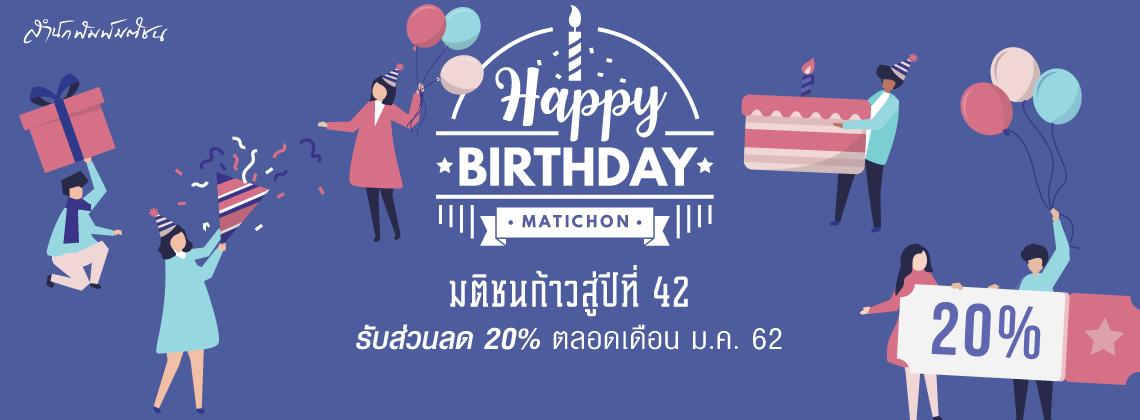 สำนักพิมพ์มติชน
Happy
BIRTHDAY
• MATICHON •
มติชนก้าวสู่ปีที่ 42
รับส่วนลด 20% ตลอดเดือน ม.ค. 62
20%